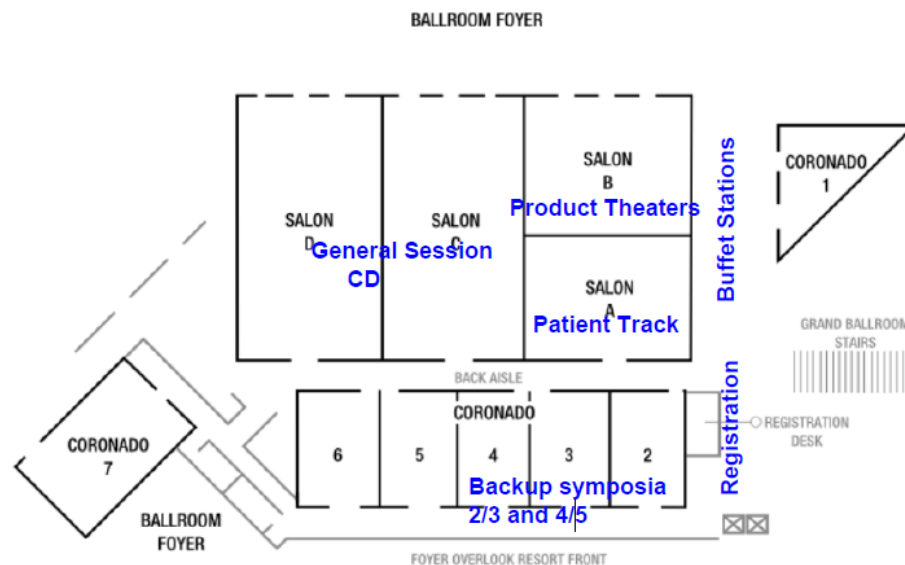 BALLROOM FOYER
SALON
B
Product Theaters
SALON
D
SALON
C
General Session
CD
SALON
A
Patient Track
Buffet Stations
CORONADO
1
GRAND BALLROOM
STAIRS
BACK AISLE
CORONADO
6
5
4
3
2
Backup symposia
2/3 and 4/5
Registration
REGISTRATION
DESK
CORONADO
7
BALLROOM
FOYER
FOYER OVERLOOK RESORT FRONT